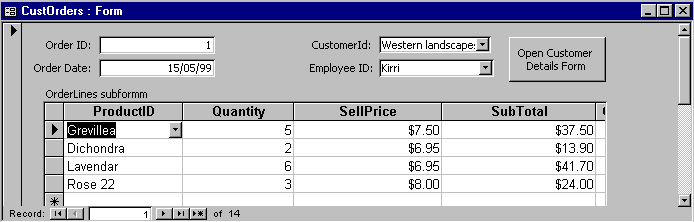 CustOrders : Form
Order ID: 1 CustomerId: Western landscape: Open Customer Details Form
Order Date: 15/05/99 Employee ID: Kirri
OrderLines subformm
ProductID Quantity SellPrice SubTotal
Grevillea 5 $7.50 $37.50
Dichondra 2 $6.95 $13.90
Lavendar 6 $6.95 $41.70
Rose 22 3 $8.00 $24.00
Record: 1 of 14